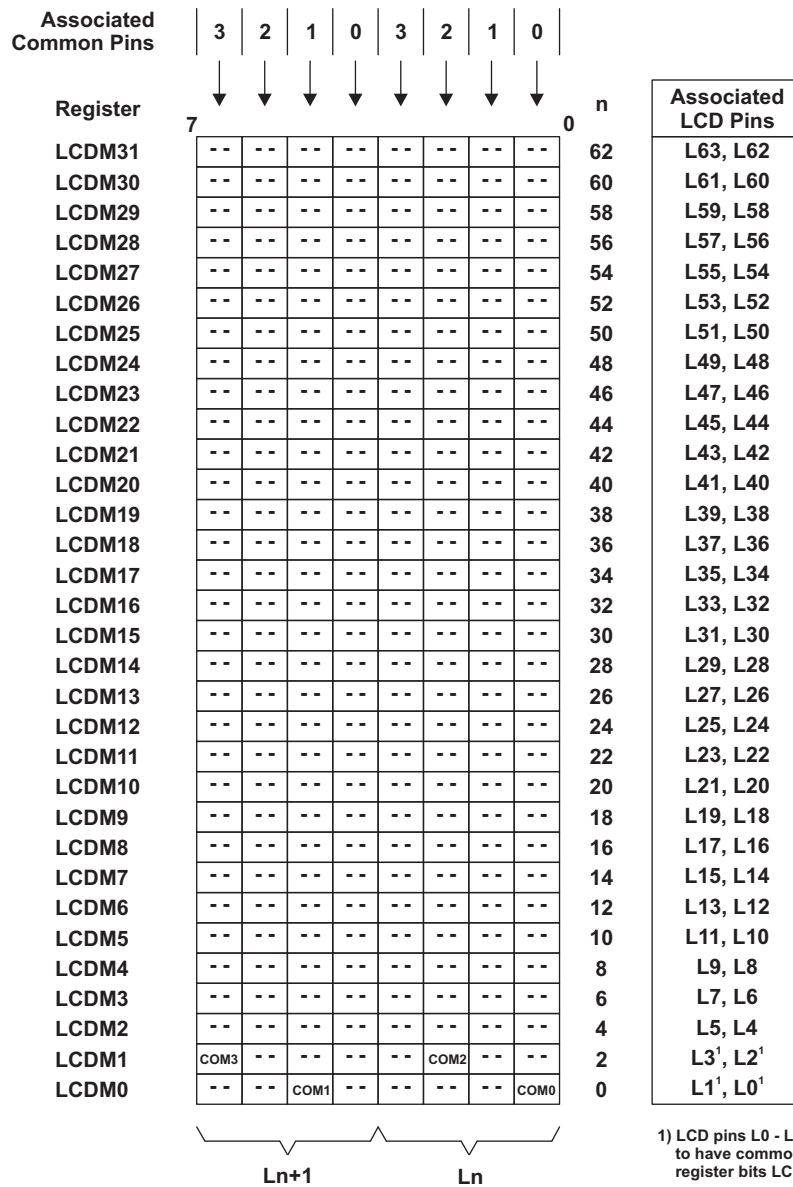 Associated
Common Pins
3 2 1 0 3 2 1 0
Register
7
0
n
Associated
LCD Pins
LCDM31 -- -- -- -- -- -- -- -- 62 L63, L62
LCDM30 -- -- -- -- -- -- -- -- 60 L61, L60
LCDM29 -- -- -- -- -- -- -- -- 58 L59, L58
LCDM28 -- -- -- -- -- -- -- -- 56 L57, L56
LCDM27 -- -- -- -- -- -- -- -- 54 L55, L54
LCDM26 -- -- -- -- -- -- -- -- 52 L53, L52
LCDM25 -- -- -- -- -- -- -- -- 50 L51, L50
LCDM24 -- -- -- -- -- -- -- -- 48 L49, L48
LCDM23 -- -- -- -- -- -- -- -- 46 L47, L46
LCDM22 -- -- -- -- -- -- -- -- 44 L45, L44
LCDM21 -- -- -- -- -- -- -- -- 42 L43, L42
LCDM20 -- -- -- -- -- -- -- -- 40 L41, L40
LCDM19 -- -- -- -- -- -- -- -- 38 L39, L38
LCDM18 -- -- -- -- -- -- -- -- 36 L37, L36
LCDM17 -- -- -- -- -- -- -- -- 34 L35, L34
LCDM16 -- -- -- -- -- -- -- -- 32 L33, L32
LCDM15 -- -- -- -- -- -- -- -- 30 L31, L30
LCDM14 -- -- -- -- -- -- -- -- 28 L29, L28
LCDM13 -- -- -- -- -- -- -- -- 26 L27, L26
LCDM12 -- -- -- -- -- -- -- -- 24 L25, L24
LCDM11 -- -- -- -- -- -- -- -- 22 L23, L22
LCDM10 -- -- -- -- -- -- -- -- 20 L21, L20
LCDM9 -- -- -- -- -- -- -- -- 18 L19, L18
LCDM8 -- -- -- -- -- -- -- -- 16 L17, L16
LCDM7 -- -- -- -- -- -- -- -- 14 L15, L14
LCDM6 -- -- -- -- -- -- -- -- 12 L13, L12
LCDM5 -- -- -- -- -- -- -- -- 10 L11, L10
LCDM4 -- -- -- -- -- -- -- -- 8 L9, L8
LCDM3 -- -- -- -- -- -- -- -- 6 L7, L6
LCDM2 -- -- -- -- -- -- -- -- 4 L5, L4
LCDM1 COM3 -- -- -- -- COM2 -- -- 2 L3¹, L2¹
LCDM0 -- -- COM1 -- -- -- -- COM0 0 L1¹, L0¹
Ln+1 Ln
1) LCD pins L0 - L
to have commo
register bits LC